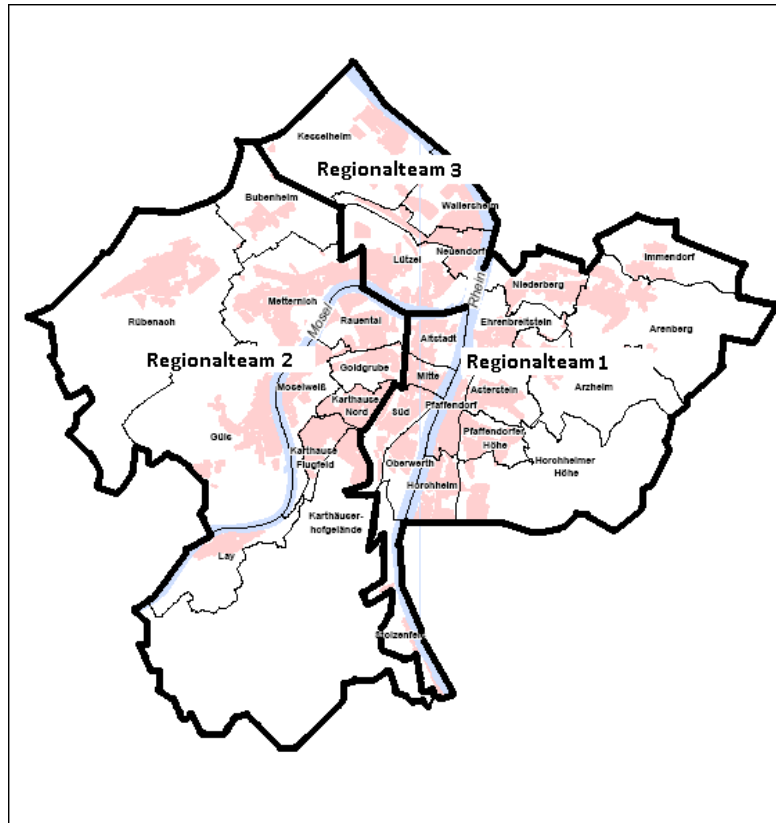 Kesselheim
Regionalteam 3
Bubenheim
Wallersheim
Neuendorf
Immendorf
Lützel
Niederberg
Metternich
Mosel
Rhein
Rübenach
Rauental
Altstadt
Ehrenbreitstein
Arenberg
Regionalteam 2
Goldgrube
Regionalteam 1
Mitte
Moselweiß
Asterstein
Arzheim
Karthause
Nord
Süd
Pfaffendorf
Güls
Pfaffendorfer
Höhe
Karthause
Flugfeld
Oberwerth
Horchheimer
Höhe
Horchheim
Karthäuser-
hofgelände
Lay
Stolzenfels